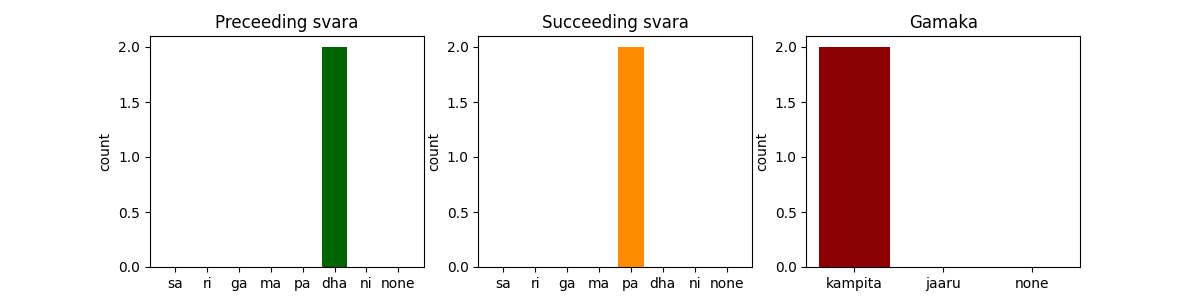 Preceeding svara
count
2.0
1.5
1.0
0.5
0.0
sa ri ga ma pa dha ni none
Succeeding svara
count
2.0
1.5
1.0
0.5
0.0
sa ri ga ma pa dha ni none
Gamaka
count
2.0
1.5
1.0
0.5
0.0
kampita jaaru none